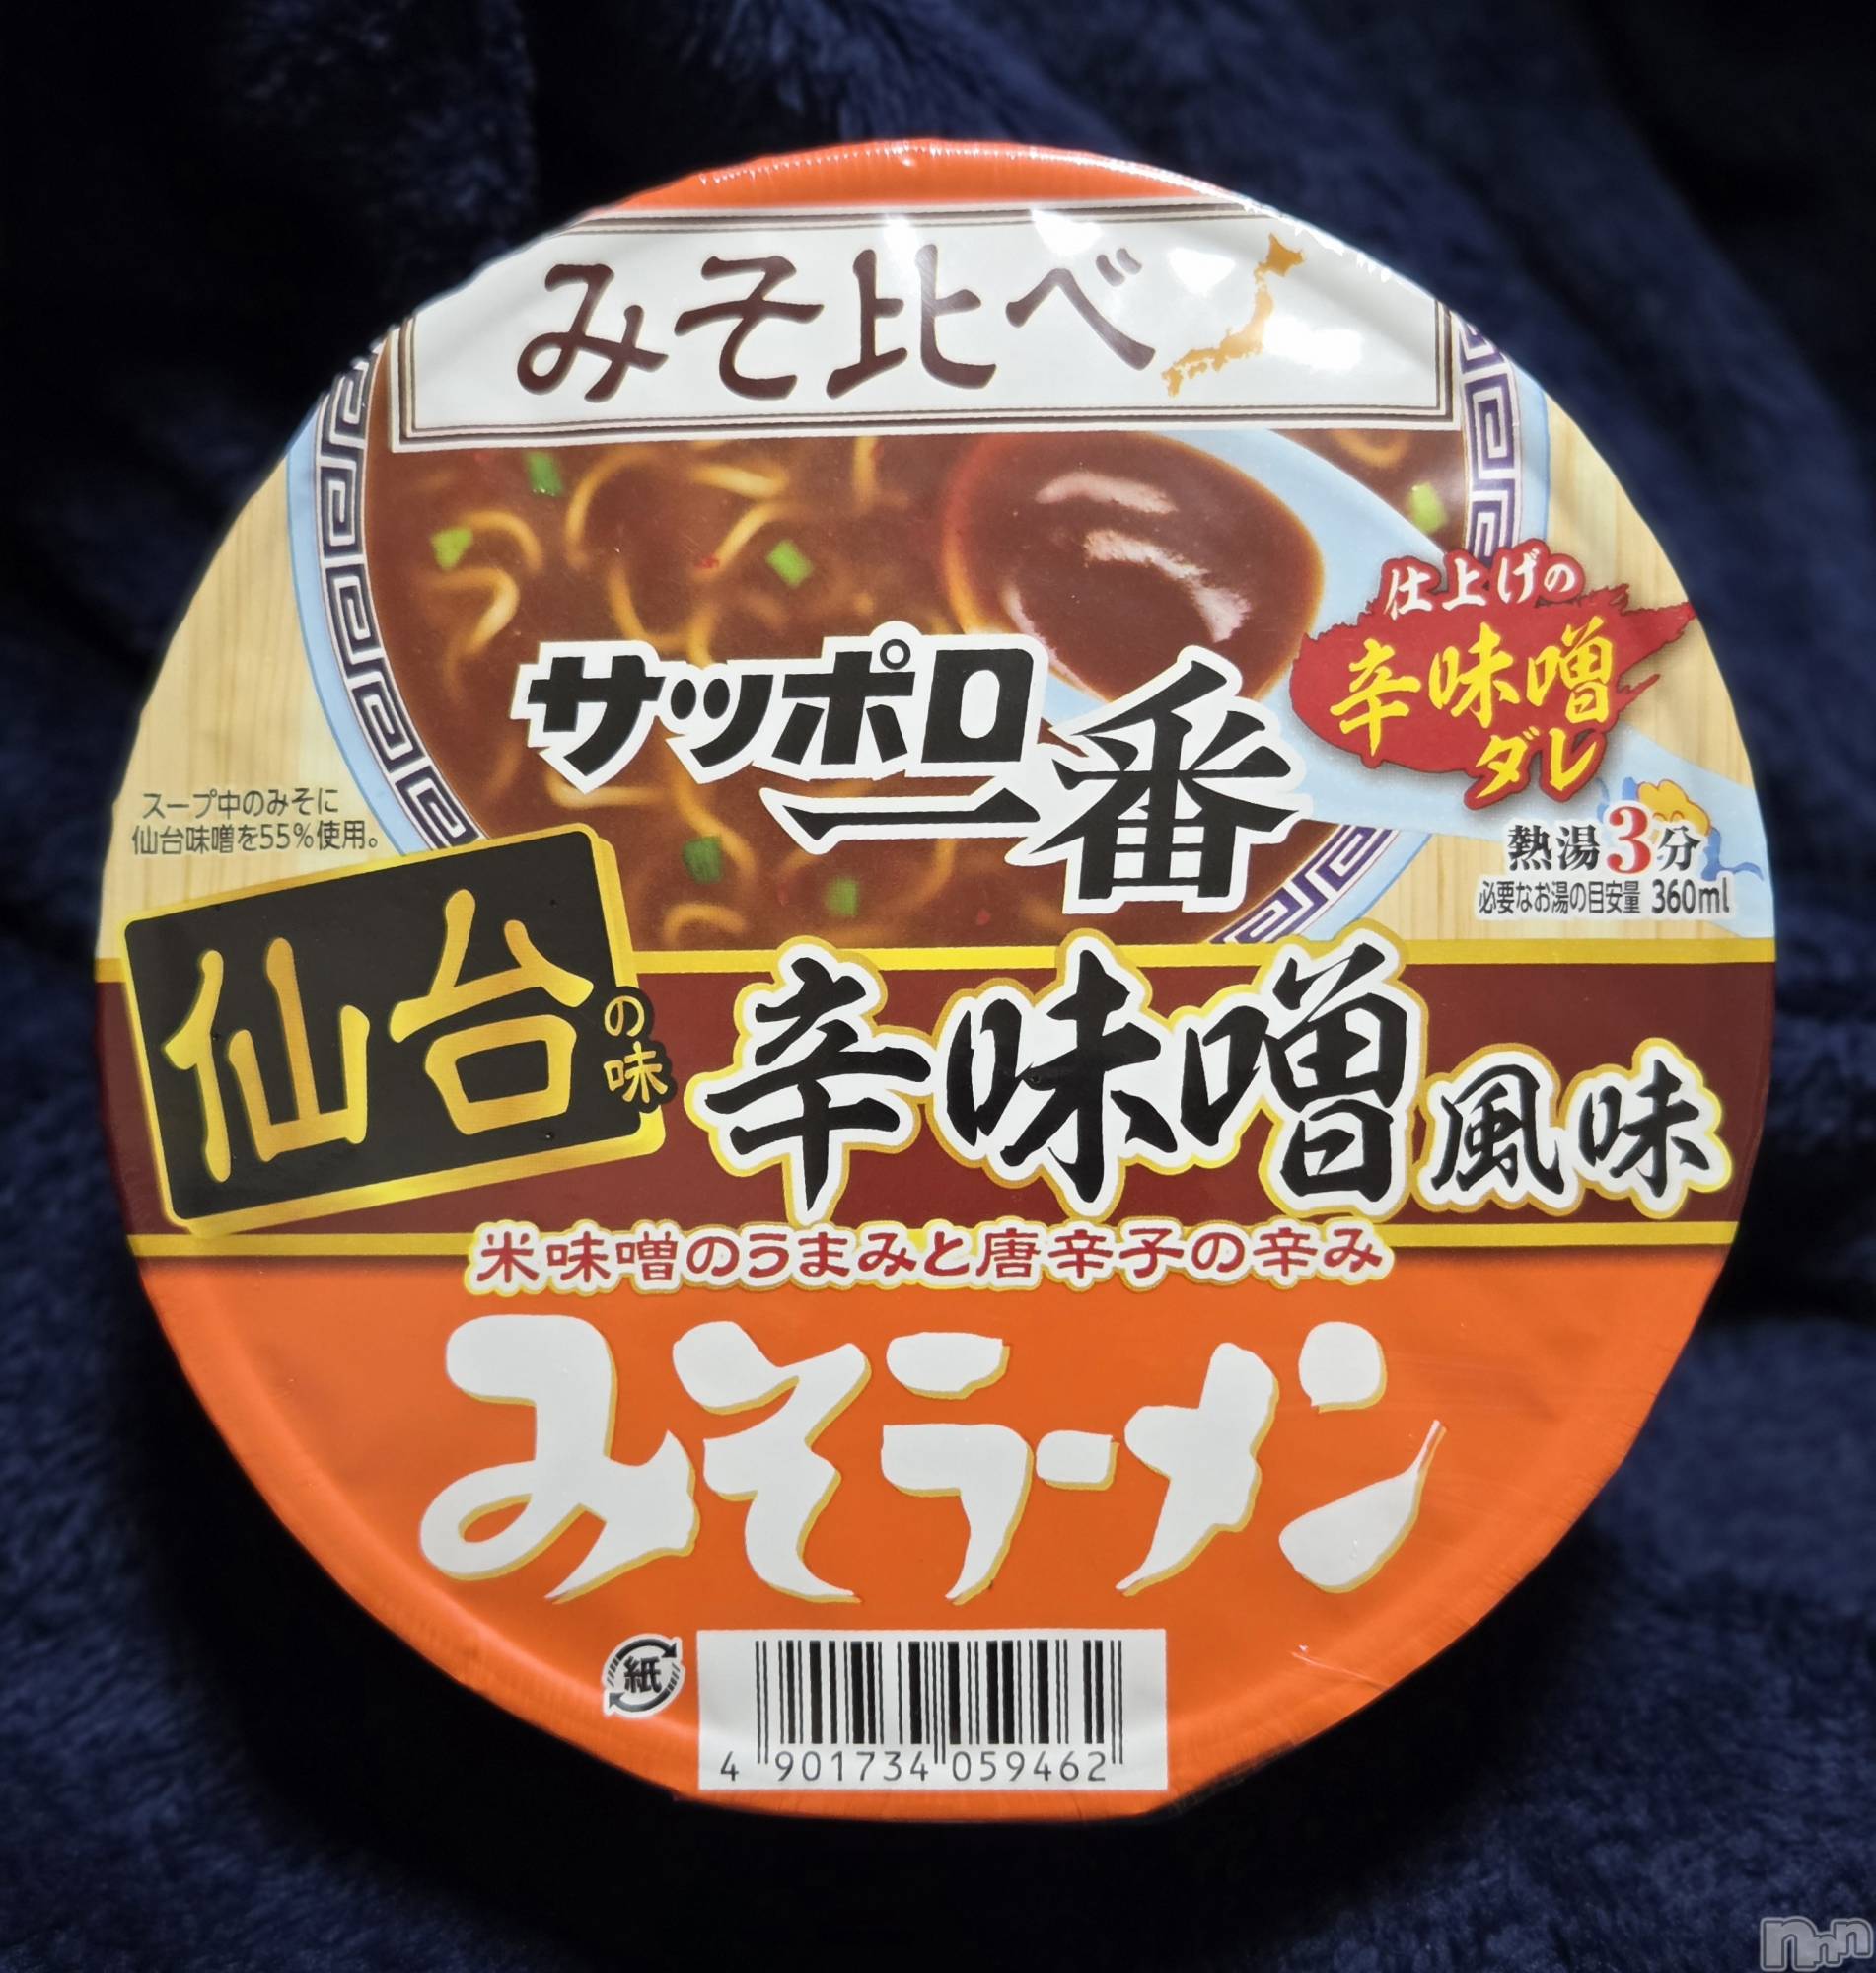 みそ比べ
仕上げの
辛味噌
ダレ
サッポロ
一番
スープ中のみそに
仙台味噌を55%使用。
熱湯3分
必要なお湯の目安量 360ml
仙台の味
辛味噌風味
米味噌のうまみと唐辛子の辛み
みそラーメン
紙
4 901734 059462
nnn